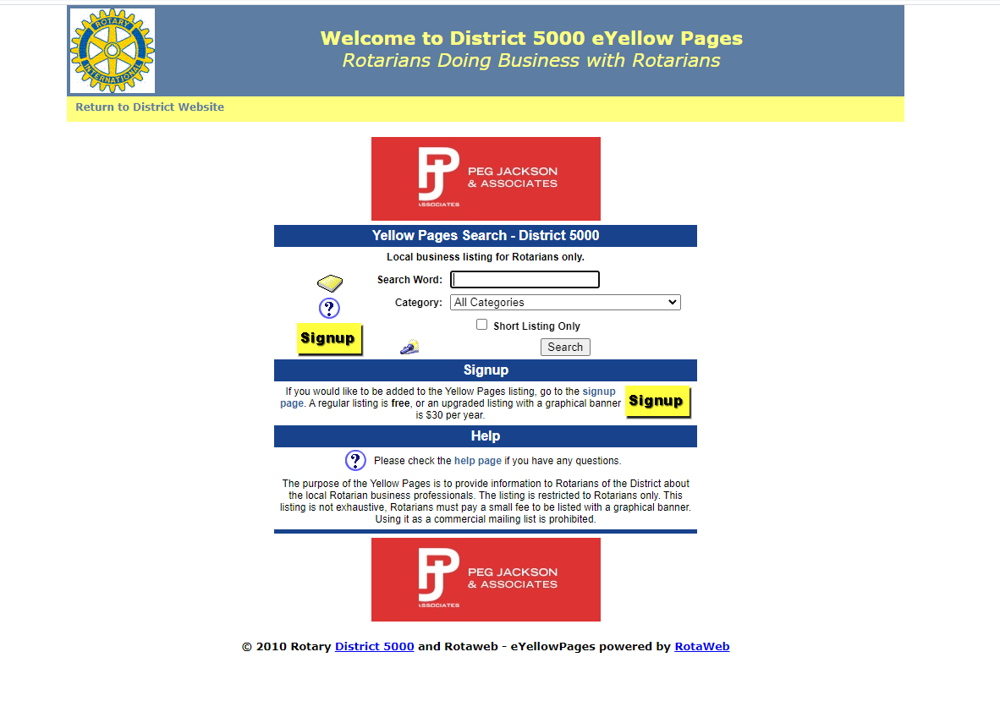 ROTARY
INTERNATIONAL
Welcome to District 5000 eYellow Pages
Rotarians Doing Business with Rotarians
Return to District Website
PJ
ASSOCIATES
PEG JACKSON
& ASSOCIATES
Yellow Pages Search - District 5000
Local business listing for Rotarians only.
Search Word:
?
Category: All Categories
Short Listing Only
Signup
Search
Signup
If you would like to be added to the Yellow Pages listing, go to the signup
page. A regular listing is free, or an upgraded listing with a graphical banner
is $30 per year.
Signup
Help
? Please check the help page if you have any questions.
The purpose of the Yellow Pages is to provide information to Rotarians of the District about
the local Rotarian business professionals. The listing is restricted to Rotarians only. This
listing is not exhaustive, Rotarians must pay a small fee to be listed with a graphical banner.
Using it as a commercial mailing list is prohibited.
PJ
ASSOCIATES
PEG JACKSON
& ASSOCIATES
© 2010 Rotary District 5000 and Rotaweb - eYellowPages powered by RotaWeb